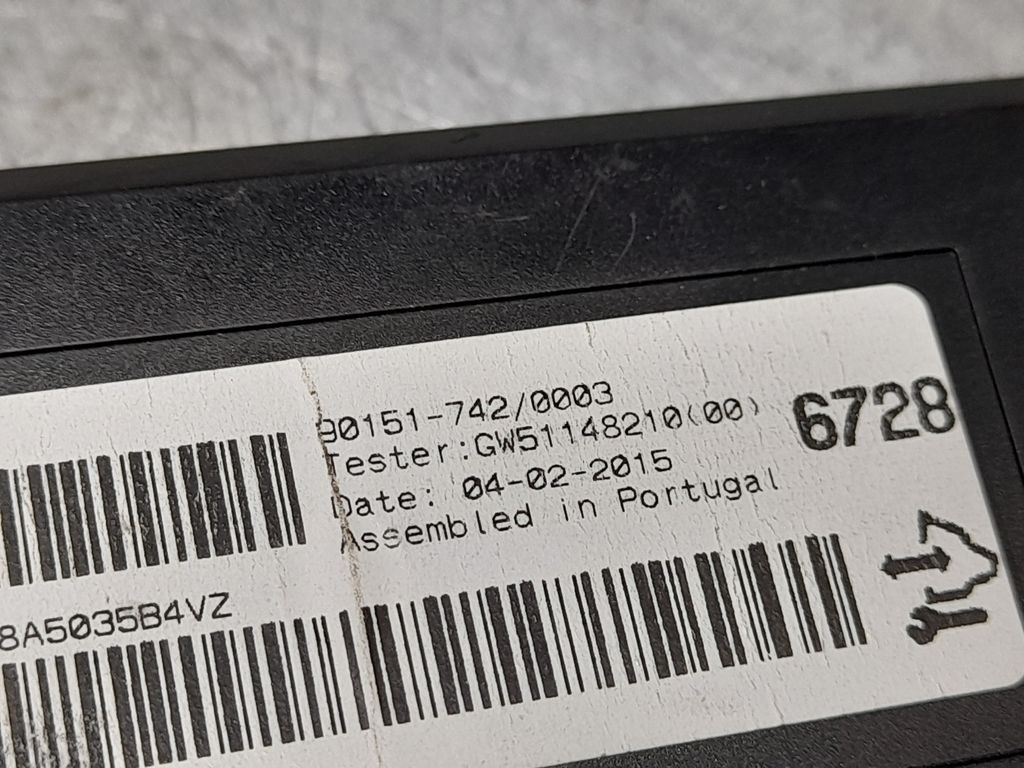 90151-742/0003
Tester:GW51148210(00)
Date: 04-02-2015
Assembled in Portugal
6728
8A5035B4VZ